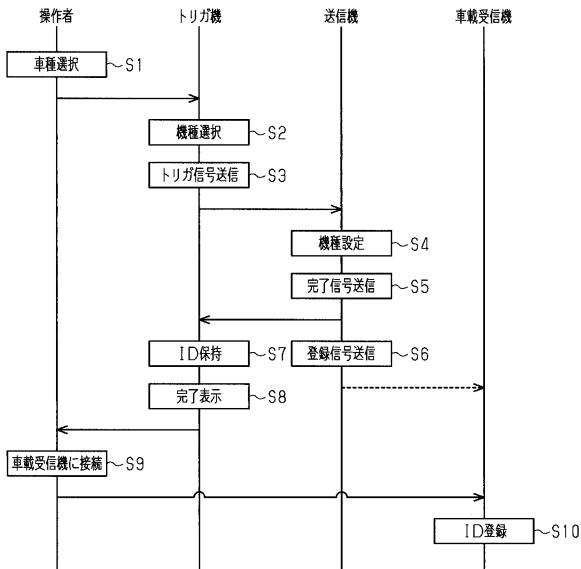 操作者 トリガ機 送信機 車載受信機
車種選択 S1
機種選択 S2
トリガ信号送信 S3
機種設定 S4
完了信号送信 S5
ID保持 S7 登録信号送信 S6
完了表示 S8
車載受信機に接続 S9
ID登録 S10